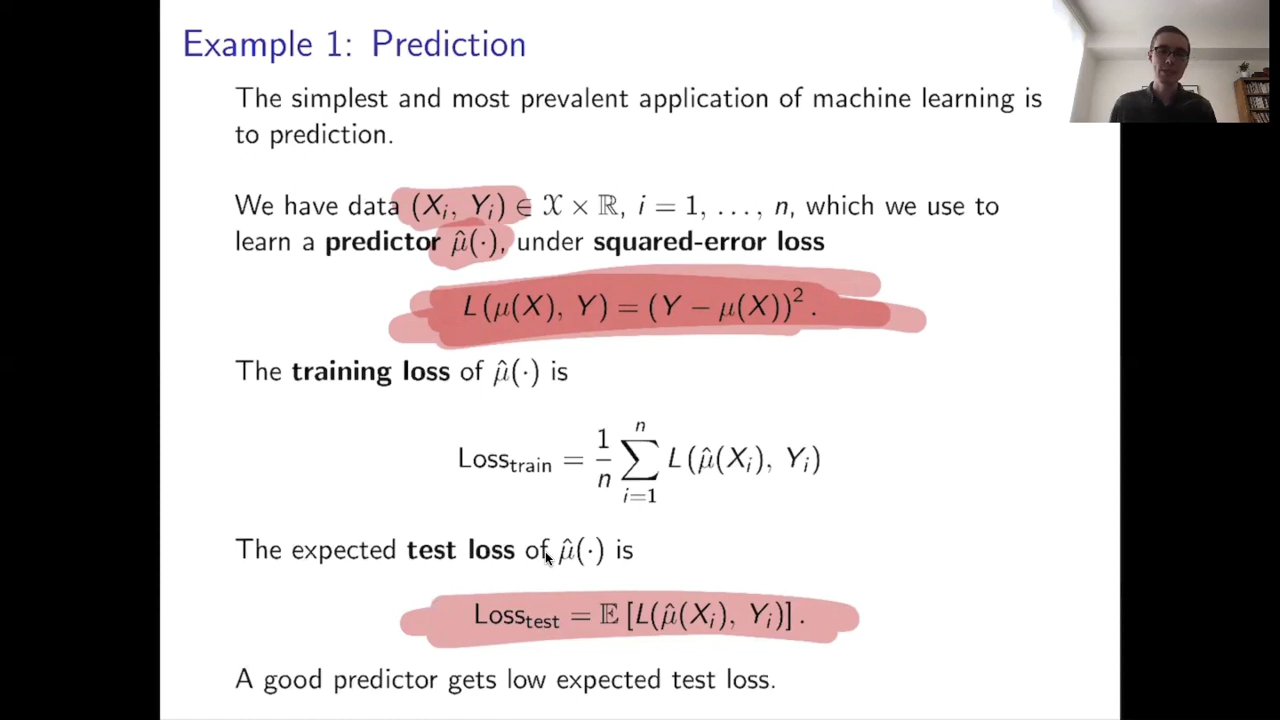 Example 1: Prediction
The simplest and most prevalent application of machine learning is
to prediction.
We have data (Xᵢ, Yᵢ) ∈ 𝒳 × ℝ, i = 1, ..., n, which we use to
learn a predictor μ̂(·), under squared-error loss
L(μ(X), Y) = (Y − μ(X))².
The training loss of μ̂(·) is
Loss_train = 1/n ∑_{i=1}^{n} L(μ̂(Xᵢ), Yᵢ)
The expected test loss of μ̂(·) is
Loss_test = 𝔼 [L(μ̂(Xᵢ), Yᵢ)].
A good predictor gets low expected test loss.